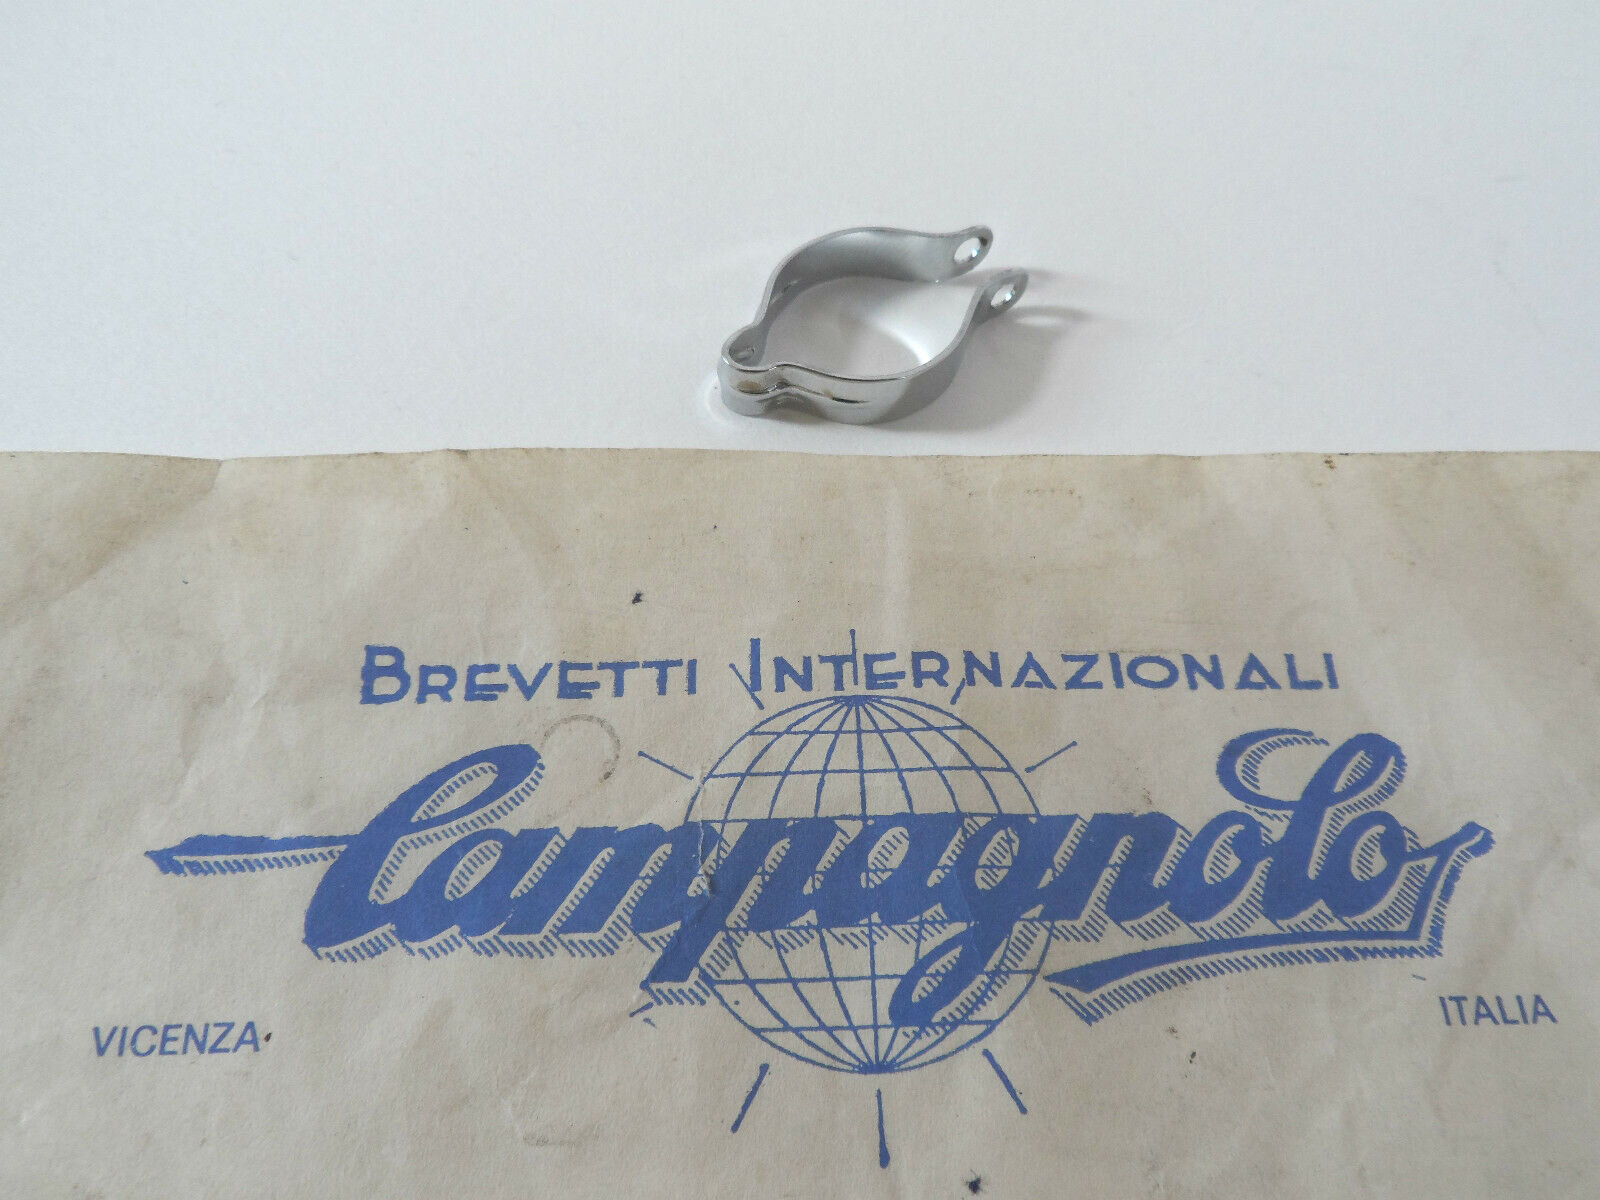 BREVETTI INTERNAZIONALI
Campagnolo
VICENZA
ITALIA